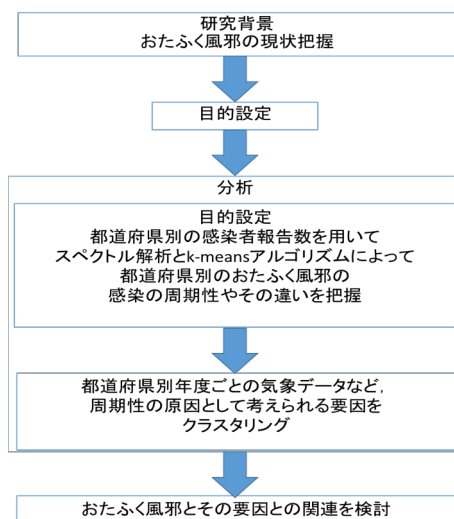 研究背景
おたふく風邪の現状把握
目的設定
分析
目的設定
都道府県別の感染者報告数を用いて
スペクトル解析とk-meansアルゴリズムによって
都道府県別のおたふく風邪の
感染の周期性やその違いを把握
都道府県別年度ごとの気象データなど,
周期性の原因として考えられる要因を
クラスタリング
おたふく風邪とその要因との関連を検討